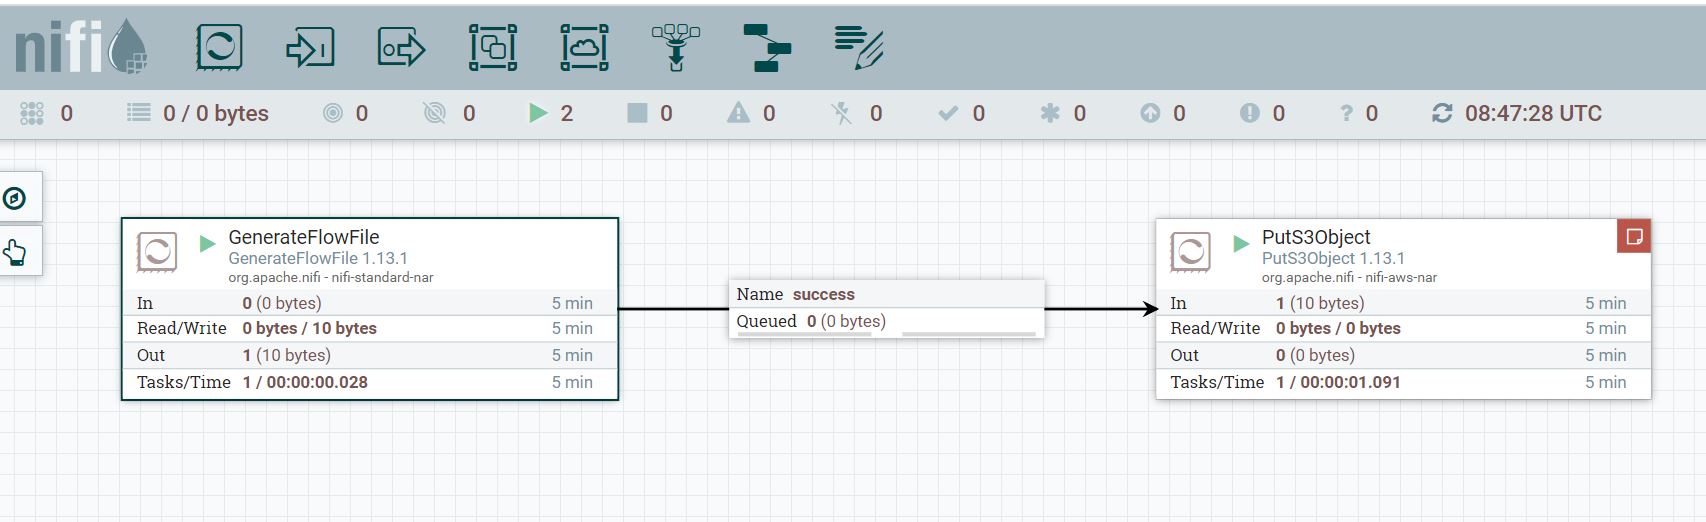 nifi
0 0 / 0 bytes 0 0 2 0 0 0 0 0 0 0 ? 0 08:47:28 UTC
GenerateFlowFile
GenerateFlowFile 1.13.1
org.apache.nifi - nifi-standard-nar
In 0 (0 bytes) 5 min
Read/Write 0 bytes / 10 bytes 5 min
Out 1 (10 bytes) 5 min
Tasks/Time 1 / 00:00:00.028 5 min
Name success
Queued 0 (0 bytes)
PutS3Object
PutS3Object 1.13.1
org.apache.nifi - nifi-aws-nar
In 1 (10 bytes) 5 min
Read/Write 0 bytes / 0 bytes 5 min
Out 0 (0 bytes) 5 min
Tasks/Time 1 / 00:00:01.091 5 min